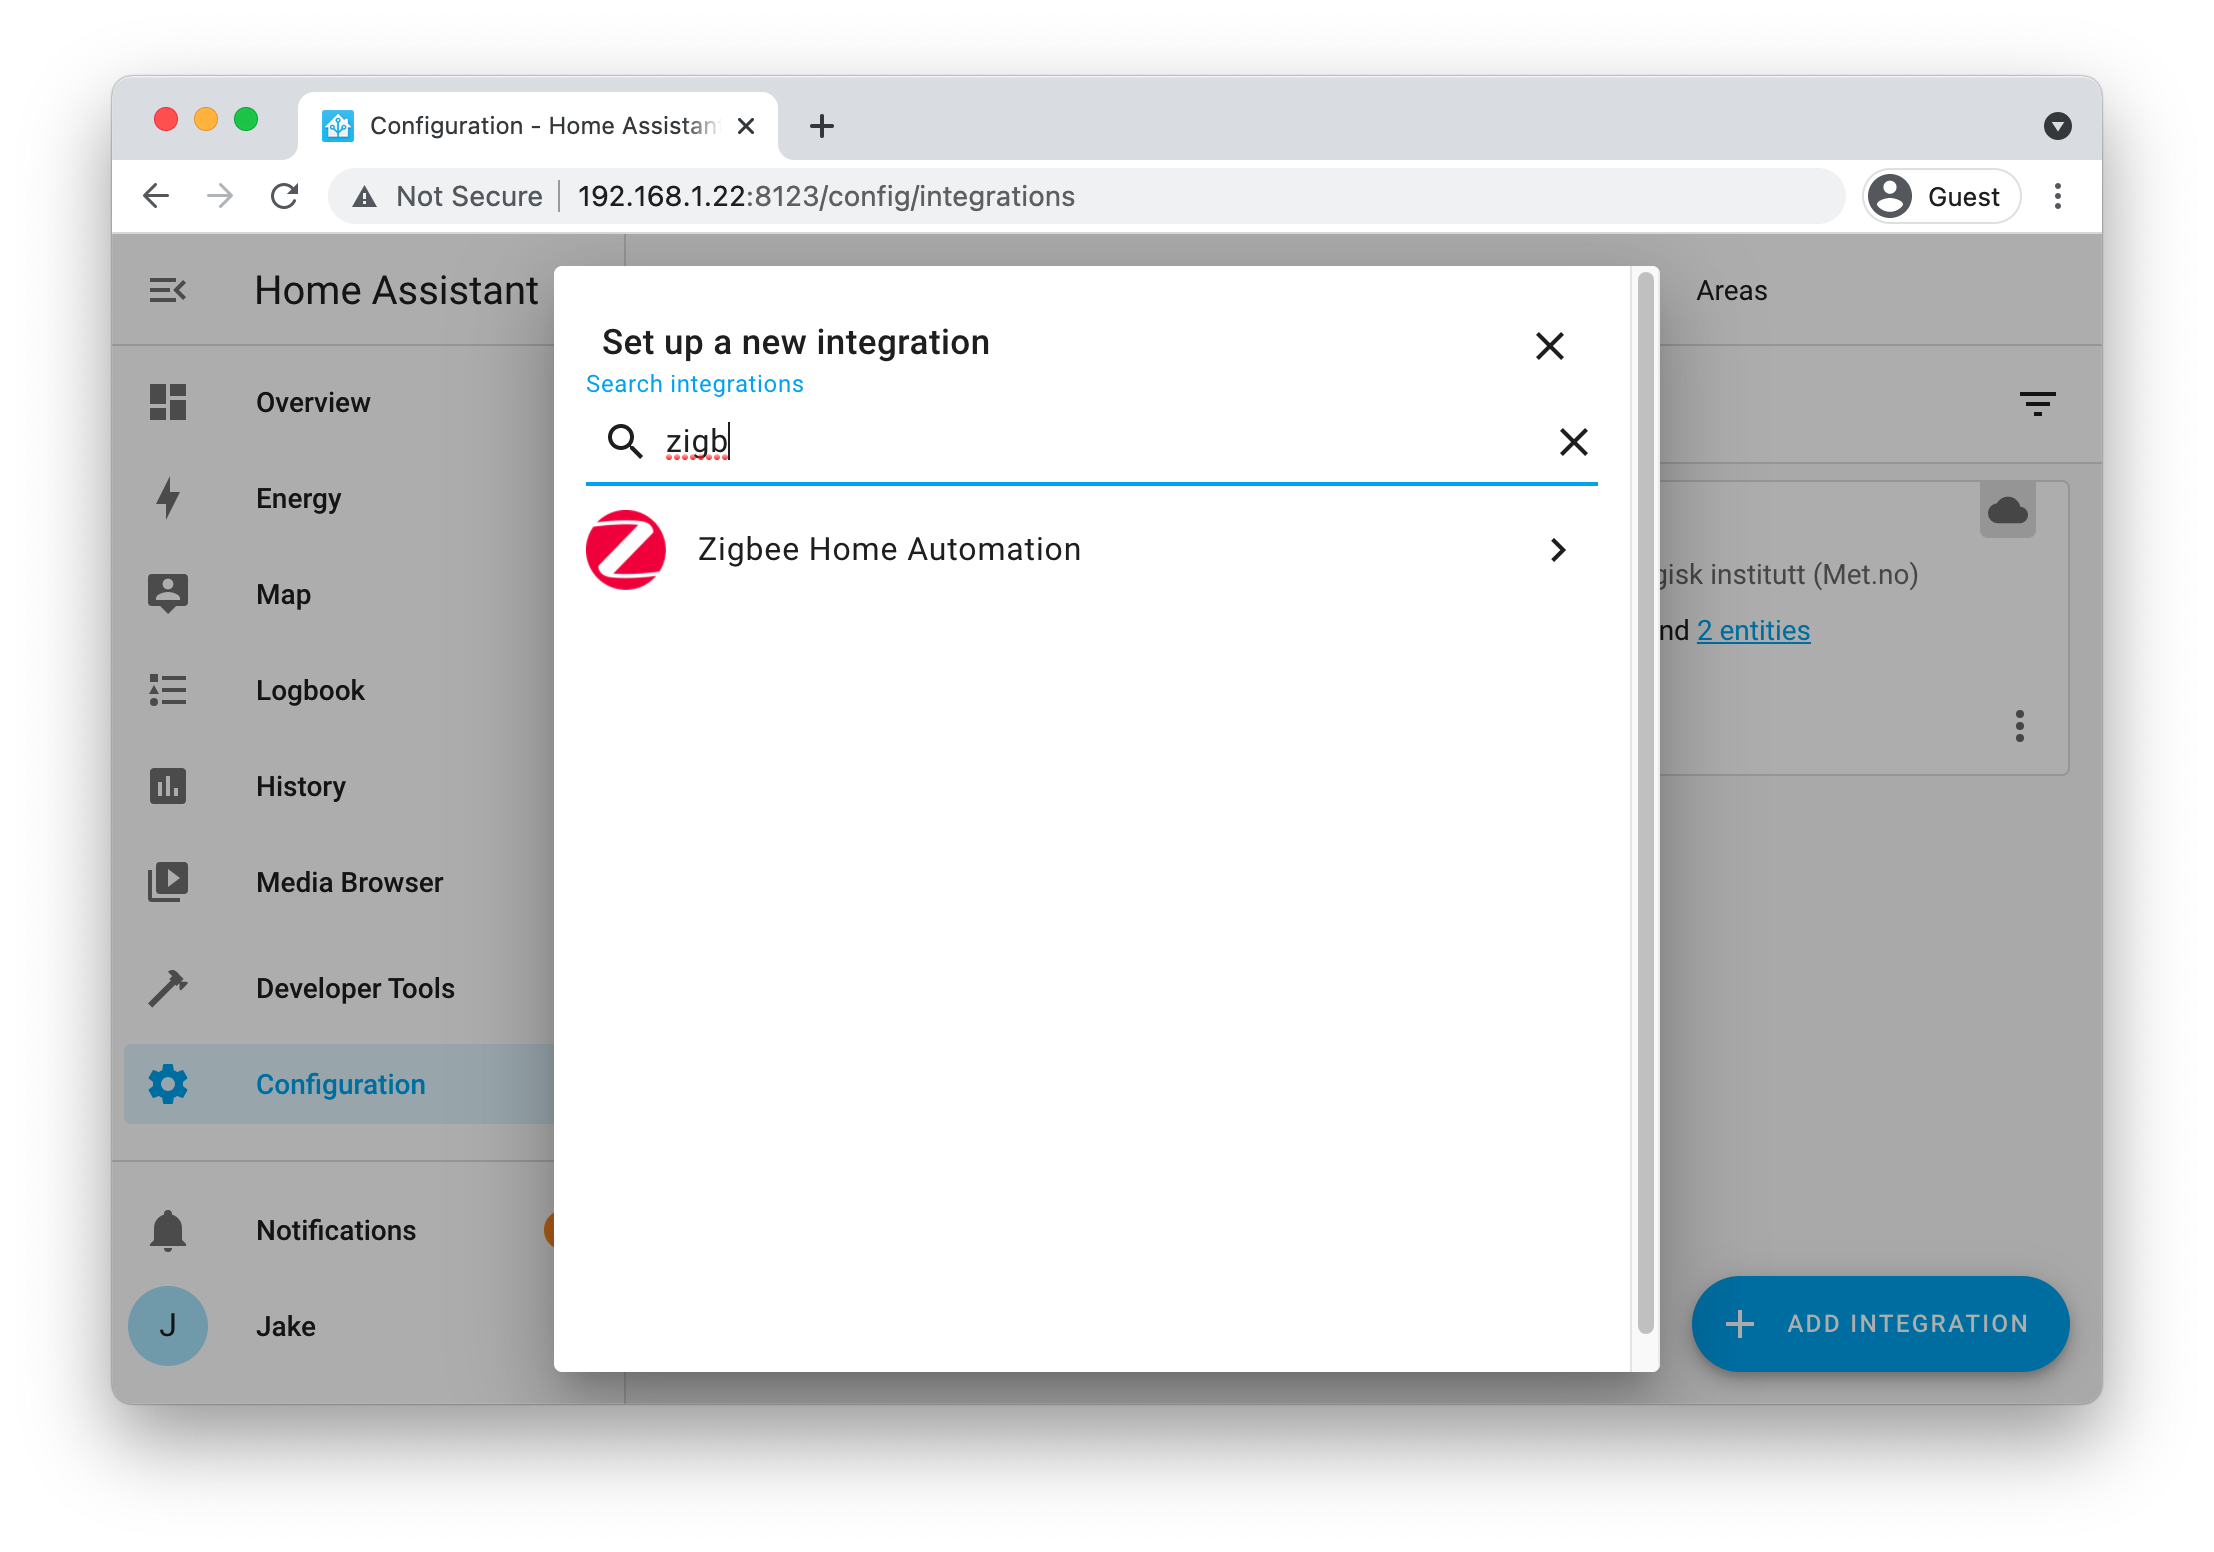 Configuration - Home Assistant
Not Secure
192.168.1.22:8123/config/integrations
Guest
Home Assistant
Areas
Set up a new integration
Search integrations
zigb
Zigbee Home Automation
Overview
Energy
Map
Logbook
History
Media Browser
Developer Tools
Configuration
Notifications
J
Jake
gisk institutt (Met.no)
nd 2 entities
ADD INTEGRATION